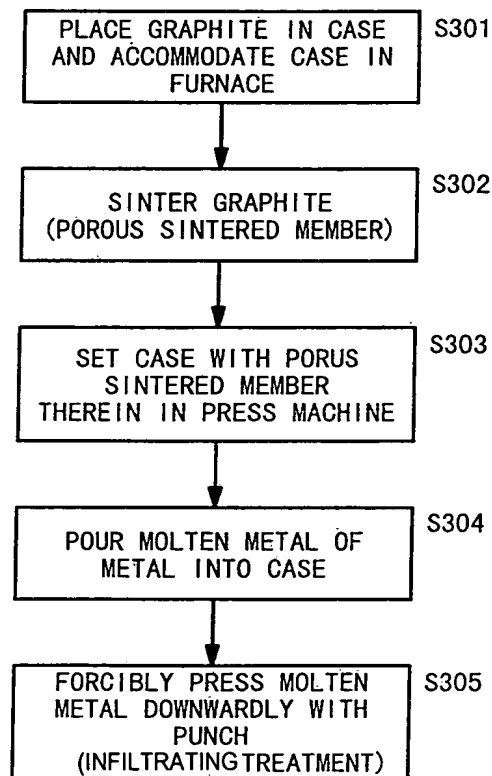 PLACE GRAPHITE IN CASE
AND ACCOMMODATE CASE IN
FURNACE
S301
SINTER GRAPHITE
(POROUS SINTERED MEMBER)
S302
SET CASE WITH PORUS
SINTERED MEMBER
THEREIN IN PRESS MACHINE
S303
POUR MOLTEN METAL OF
METAL INTO CASE
S304
FORCIBLY PRESS MOLTEN
METAL DOWNWARDLY WITH
PUNCH
(INFILTRATING TREATMENT)
S305